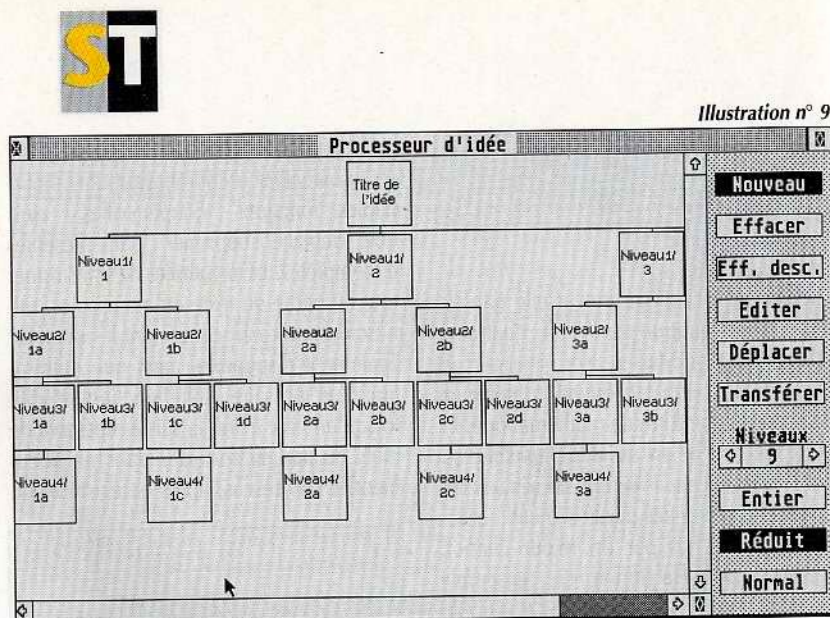 ST
Illustration n° 9
Processeur d'idée
Titre de
l'idée
Niveau1/
1
Niveau1/
2
Niveau1/
3
Niveau2/
1a
Niveau2/
1b
Niveau2/
2a
Niveau2/
2b
Niveau2/
3a
Niveau3/
1a
Niveau3/
1b
Niveau3/
1c
Niveau3/
1d
Niveau3/
2a
Niveau3/
2b
Niveau3/
2c
Niveau3/
2d
Niveau3/
3a
Niveau3/
3b
Niveau4/
1a
Niveau4/
1c
Niveau4/
2a
Niveau4/
2c
Niveau4/
3a
Nouveau
Effacer
Eff. desc.
Editer
Déplacer
Transférer
Niveaux
9
Entier
Réduit
Normal